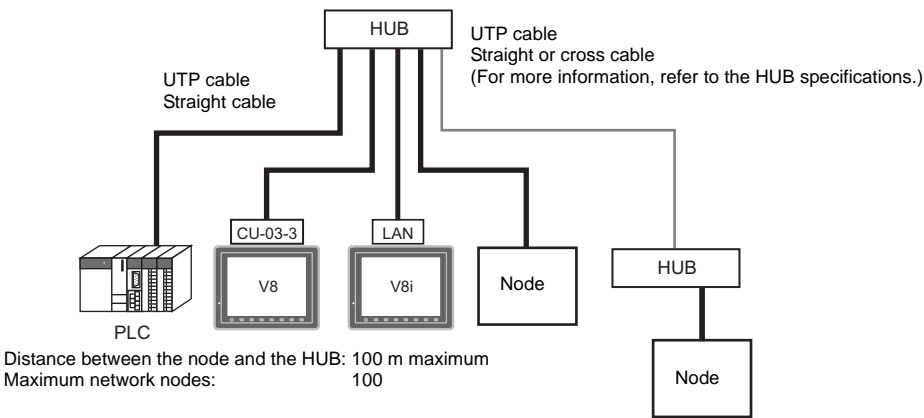 HUB
UTP cable
Straight or cross cable
(For more information, refer to the HUB specifications.)
UTP cable
Straight cable
CU-03-3
LAN
V8
V8i
Node
HUB
PLC
Distance between the node and the HUB: 100 m maximum
Maximum network nodes: 100
Node